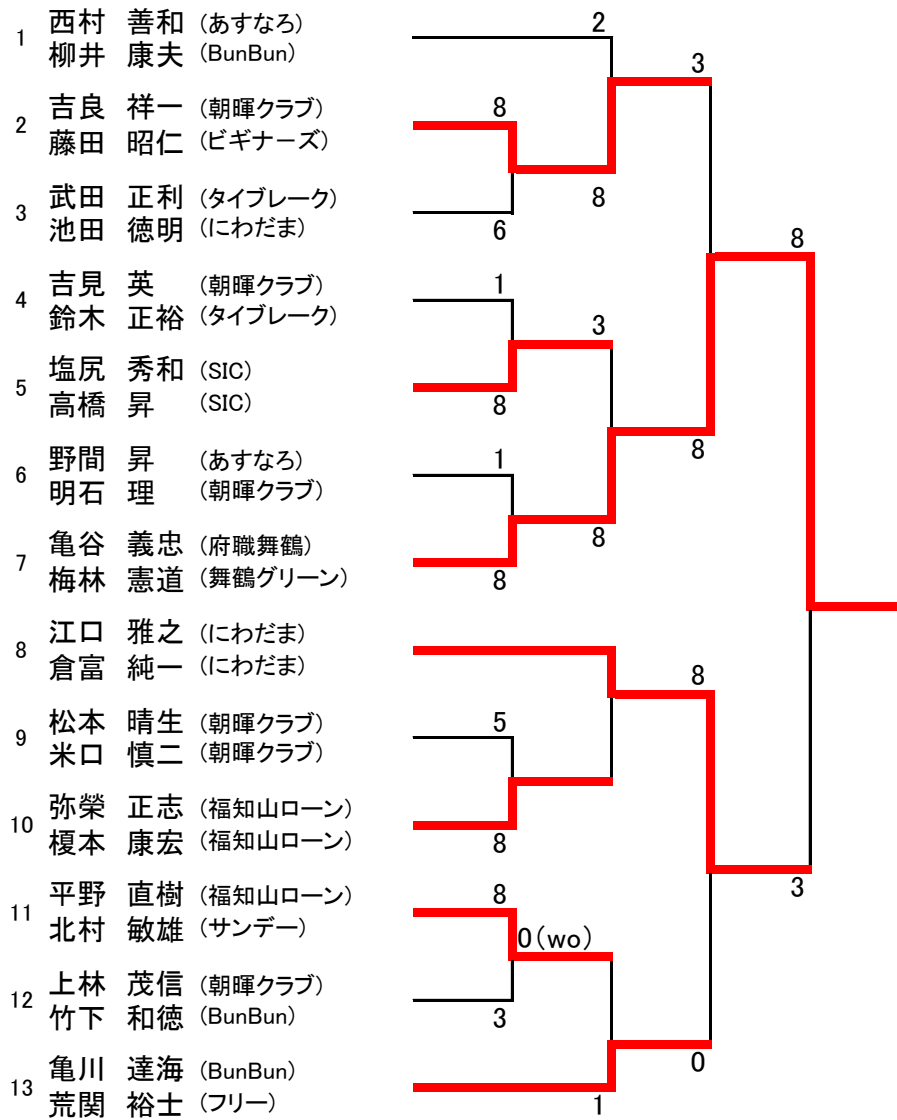 1 西村 善和 (あすなろ)
柳井 康夫 (BunBun)
2 吉良 祥一 (朝暉クラブ)
藤田 昭仁 (ビギナーズ)
3 武田 正利 (タイブレーク)
池田 徳明 (にわだま)
4 吉見 英 (朝暉クラブ)
鈴木 正裕 (タイブレーク)
5 塩尻 秀和 (SIC)
高橋 昇 (SIC)
6 野間 昇 (あすなろ)
明石 理 (朝暉クラブ)
7 亀谷 義忠 (府職舞鶴)
梅林 憲道 (舞鶴グリーン)
8 江口 雅之 (にわだま)
倉富 純一 (にわだま)
9 松本 晴生 (朝暉クラブ)
米口 慎二 (朝暉クラブ)
10 弥榮 正志 (福知山ローン)
榎本 康宏 (福知山ローン)
11 平野 直樹 (福知山ローン)
北村 敏雄 (サンデー)
12 上林 茂信 (朝暉クラブ)
竹下 和徳 (BunBun)
13 亀川 達海 (BunBun)
荒関 裕士 (フリー)
8
6
1
8
1
8
5
8
8
3
2
8
3
8
0(wo)
1
3
8
8
0
8
3